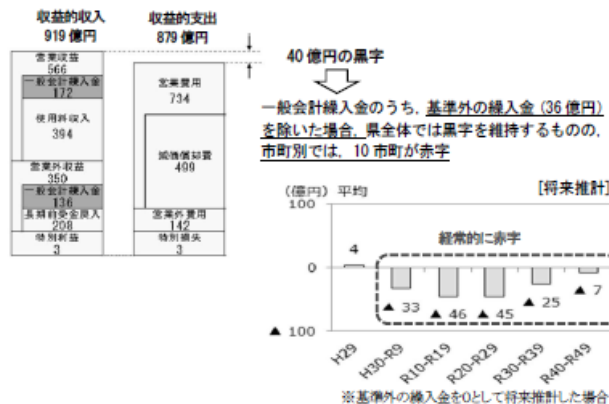 収益的収入
919 億円
収益的支出
879 億円
営業収益
566
一般会計繰入金
172
使用料収入
394
営業外収益
350
一般会計繰入金
136
長期前受金戻入
208
特別利益
3
営業費用
734
減価償却費
499
営業外費用
142
特別損失
3
40 億円の黒字
一般会計繰入金のうち，基準外の繰入金（36 億円）
を除いた場合，県全体では黒字を維持するものの，
市町別では，10 市町が赤字
(億円) 平均
[将来推計]
100
経常的に赤字
4
0
▲ 33
▲ 46
▲ 45
▲ 25
▲ 7
▲ 100
H29
H30-R9
R10-R19
R20-R29
R30-R39
R40-R49
※基準外の繰入金を0として将来推計した場合